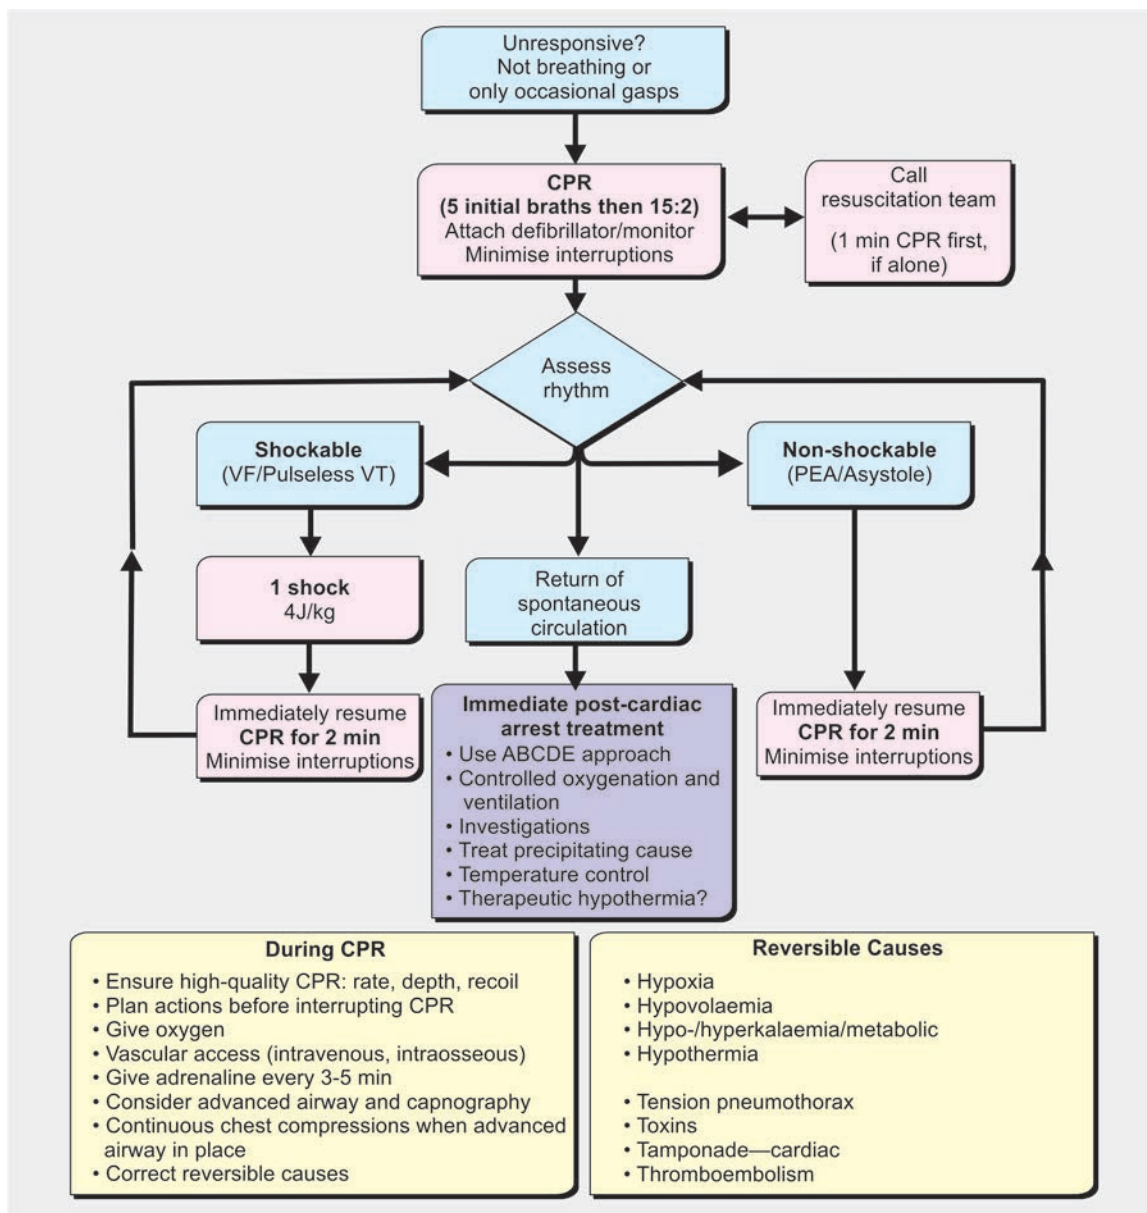 Unresponsive?
Not breathing or
only occasional gasps
CPR
(5 initial braths then 15:2)
Attach defibrillator/monitor
Minimise interruptions
Call
resuscitation team
(1 min CPR first,
if alone)
Assess
rhythm
Shockable
(VF/Pulseless VT)
Non-shockable
(PEA/Asystole)
1 shock
4J/kg
Return of
spontaneous
circulation
Immediately resume
CPR for 2 min
Minimise interruptions
Immediate post-cardiac
arrest treatment
• Use ABCDE approach
• Controlled oxygenation and
ventilation
• Investigations
• Treat precipitating cause
• Temperature control
• Therapeutic hypothermia?
Immediately resume
CPR for 2 min
Minimise interruptions
During CPR
• Ensure high-quality CPR: rate, depth, recoil
• Plan actions before interrupting CPR
• Give oxygen
• Vascular access (intravenous, intraosseous)
• Give adrenaline every 3-5 min
• Consider advanced airway and capnography
• Continuous chest compressions when advanced
airway in place
• Correct reversible causes
Reversible Causes
• Hypoxia
• Hypovolaemia
• Hypo-/hyperkalaemia/metabolic
• Hypothermia
• Tension pneumothorax
• Toxins
• Tamponade—cardiac
• Thromboembolism